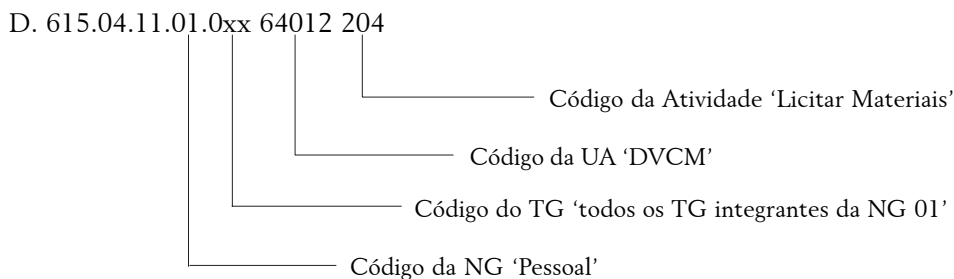 D. 615.04.11.01.0xx 64012 204
Código da Atividade ‘Licitar Materiais’
Código da UA ‘DVCM’
Código do TG ‘todos os TG integrantes da NG 01’
Código da NG ‘Pessoal’